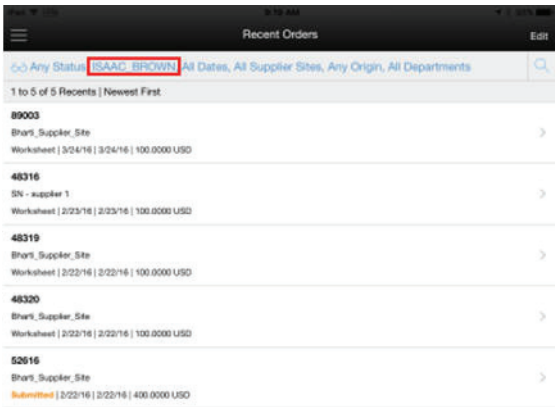 9:10 AM
Recent Orders
Edit
Any Status, ISAAC_BROWN, All Dates, All Supplier Sites, Any Origin, All Departments
1 to 5 of 5 Recents | Newest First
89003
Bharti_Supplier_Site
Worksheet | 3/24/16 | 3/24/16 | 100.0000 USD
48316
SN - supplier 1
Worksheet | 2/23/16 | 2/23/16 | 100.0000 USD
48319
Bharti_Supplier_Site
Worksheet | 2/22/16 | 2/22/16 | 100.0000 USD
48320
Bharti_Supplier_Site
Worksheet | 2/22/16 | 2/22/16 | 100.0000 USD
52616
Bharti_Supplier_Site
Submitted | 2/22/16 | 2/22/16 | 400.0000 USD